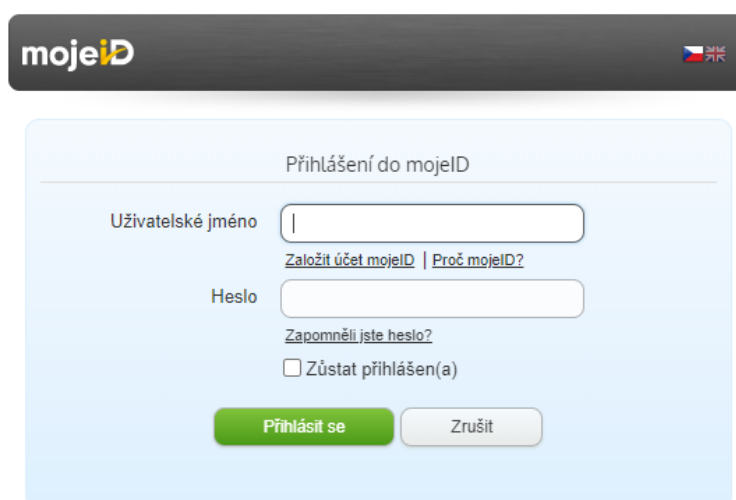 mojeiD
Přihlášení do mojeID
Uživatelské jméno
Založit účet mojeID | Proč mojeID?
Heslo
Zapomněli jste heslo?
Zůstat přihlášen(a)
Přihlásit se Zrušit